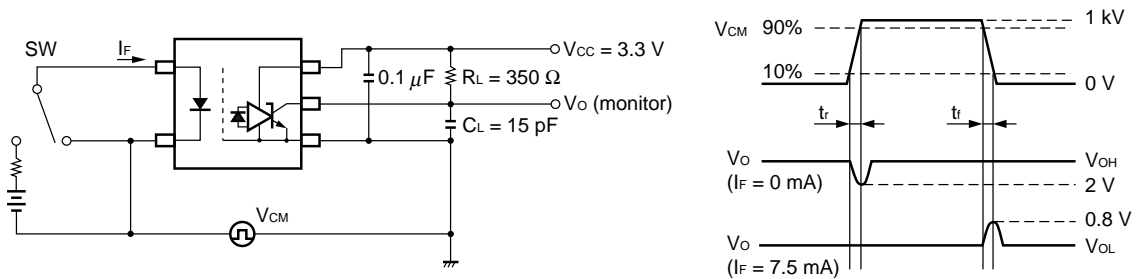 SW
IF
VCC = 3.3 V
0.1 μF
RL = 350 Ω
VO (monitor)
CL = 15 pF
VCM
VCM 90%
1 kV
10%
0 V
tr
tf
VO
(IF = 0 mA)
VOH
2 V
0.8 V
VO
(IF = 7.5 mA)
VOL